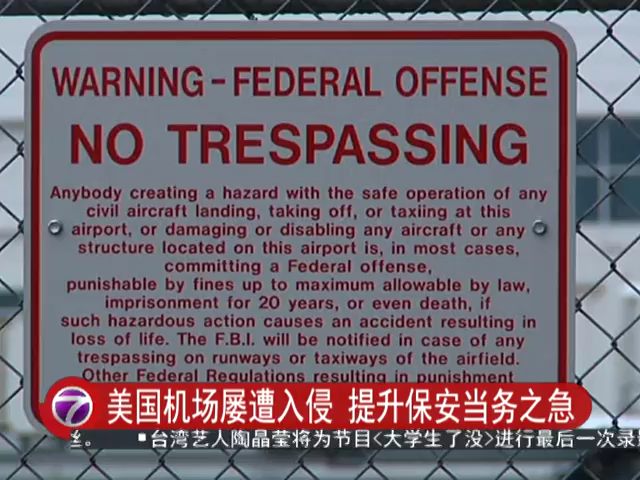 WARNING - FEDERAL OFFENSE
NO TRESPASSING
Anybody creating a hazard with the safe operation of any
civil aircraft landing, taking off, or taxiing at this
airport, or damaging or disabling any aircraft or any
structure located on this airport is, in most cases,
committing a Federal offense,
punishable by fines up to maximum allowable by law,
imprisonment for 20 years, or even death, if
such hazardous action causes an accident resulting in
loss of life. The F.B.I. will be notified in case of any
trespassing on runways or taxiways of the airfield.
Other Federal Regulations resulting in punishment
7 美国机场屡遭入侵 提升保安当务之急
。 ■台湾艺人陶晶莹将为节目<大学生了没>进行最后一次录